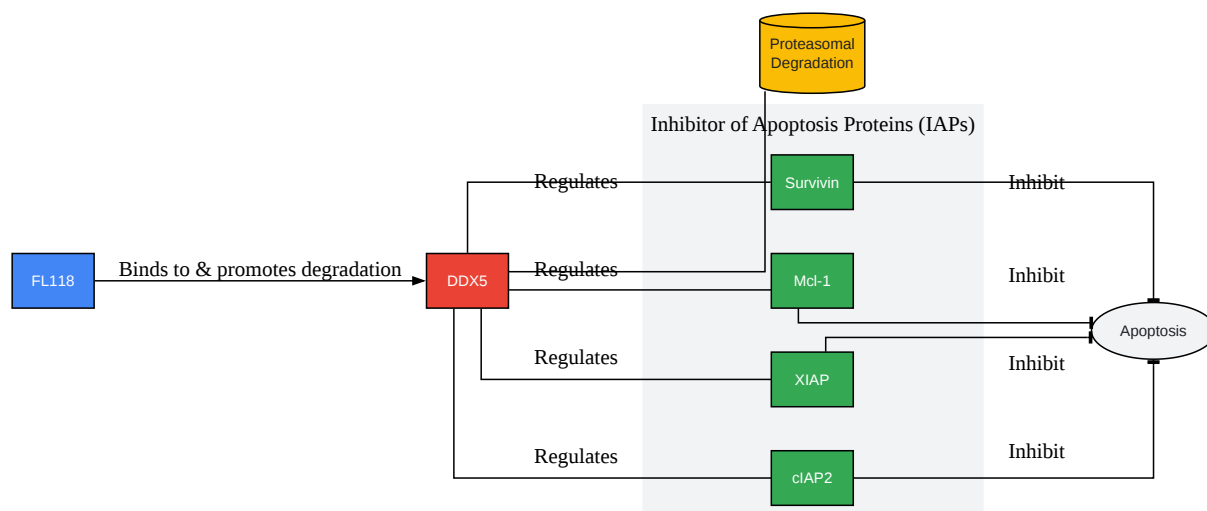 Proteasomal
Degradation
Inhibitor of Apoptosis Proteins (IAPs)
Regulates
Survivin
Inhibit
FL118
Binds to & promotes degradation
DDX5
Regulates
Mcl-1
Inhibit
Apoptosis
Regulates
XIAP
Inhibit
Regulates
cIAP2
Inhibit